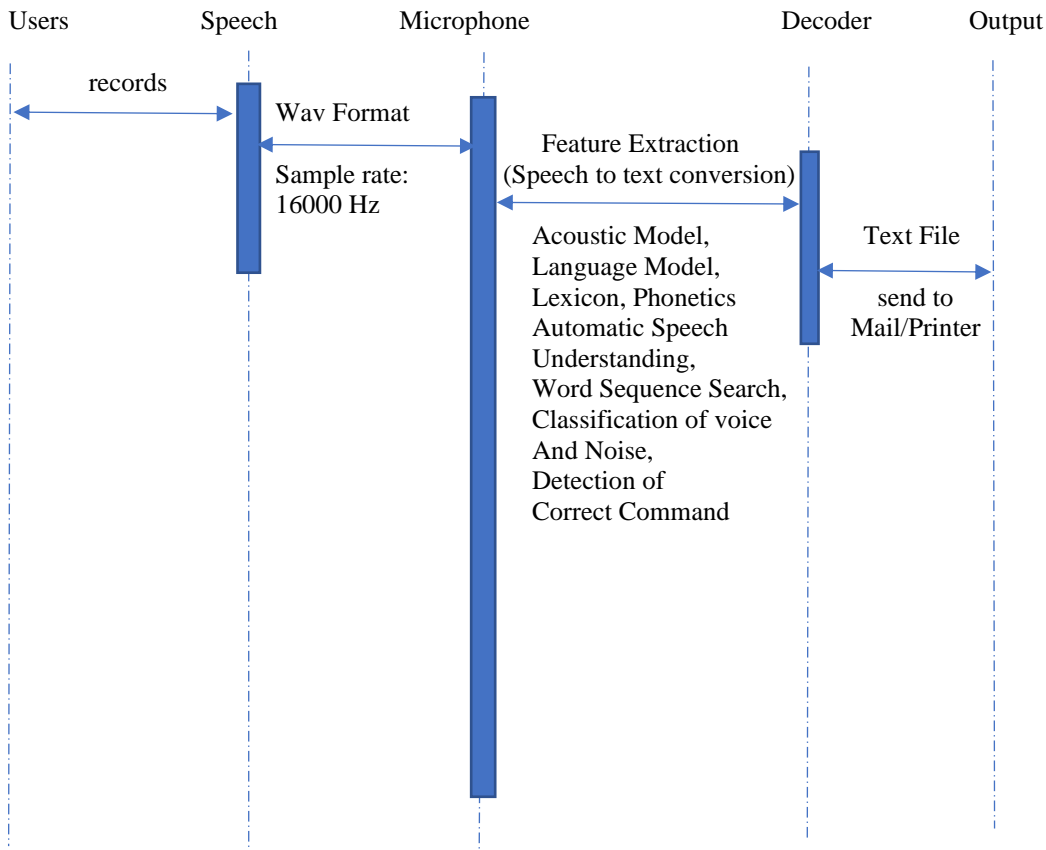 Users
Speech
Microphone
Decoder
Output
records
Wav Format
Sample rate:
16000 Hz
Feature Extraction
(Speech to text conversion)
Acoustic Model,
Language Model,
Lexicon, Phonetics
Automatic Speech
Understanding,
Word Sequence Search,
Classification of voice
And Noise,
Detection of
Correct Command
Text File
send to
Mail/Printer